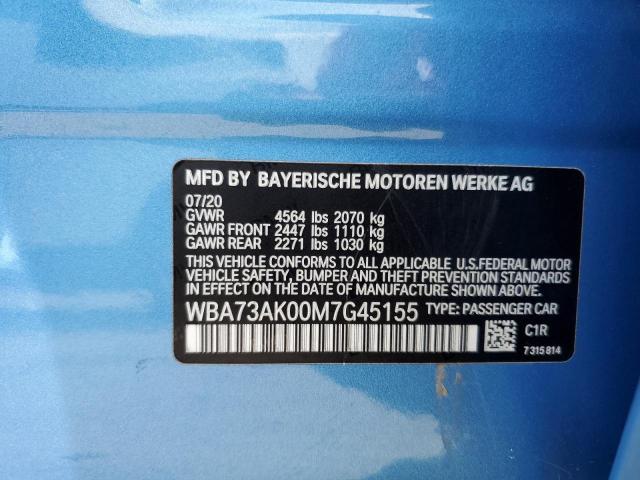 MFD BY BAYERISCHE MOTOREN WERKE AG
07/20
GVWR 4564 lbs 2070 kg
GAWR FRONT 2447 lbs 1110 kg
GAWR REAR 2271 lbs 1030 kg
THIS VEHICLE CONFORMS TO ALL APPLICABLE U.S.FEDERAL MOTOR
VEHICLE SAFETY, BUMPER AND THEFT PREVENTION STANDARDS
IN EFFECT ON THE DATE OF MANUFACTURE SHOWN ABOVE.
WBA73AK00M7G45155 TYPE: PASSENGER CAR
C1R
7315814